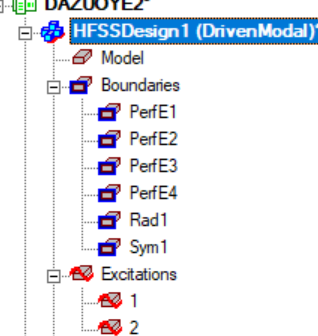 DAZUOYE2*
HFSSDesign1 (DrivenModal)*
Model
Boundaries
PerfE1
PerfE2
PerfE3
PerfE4
Rad1
Sym1
Excitations
1
2